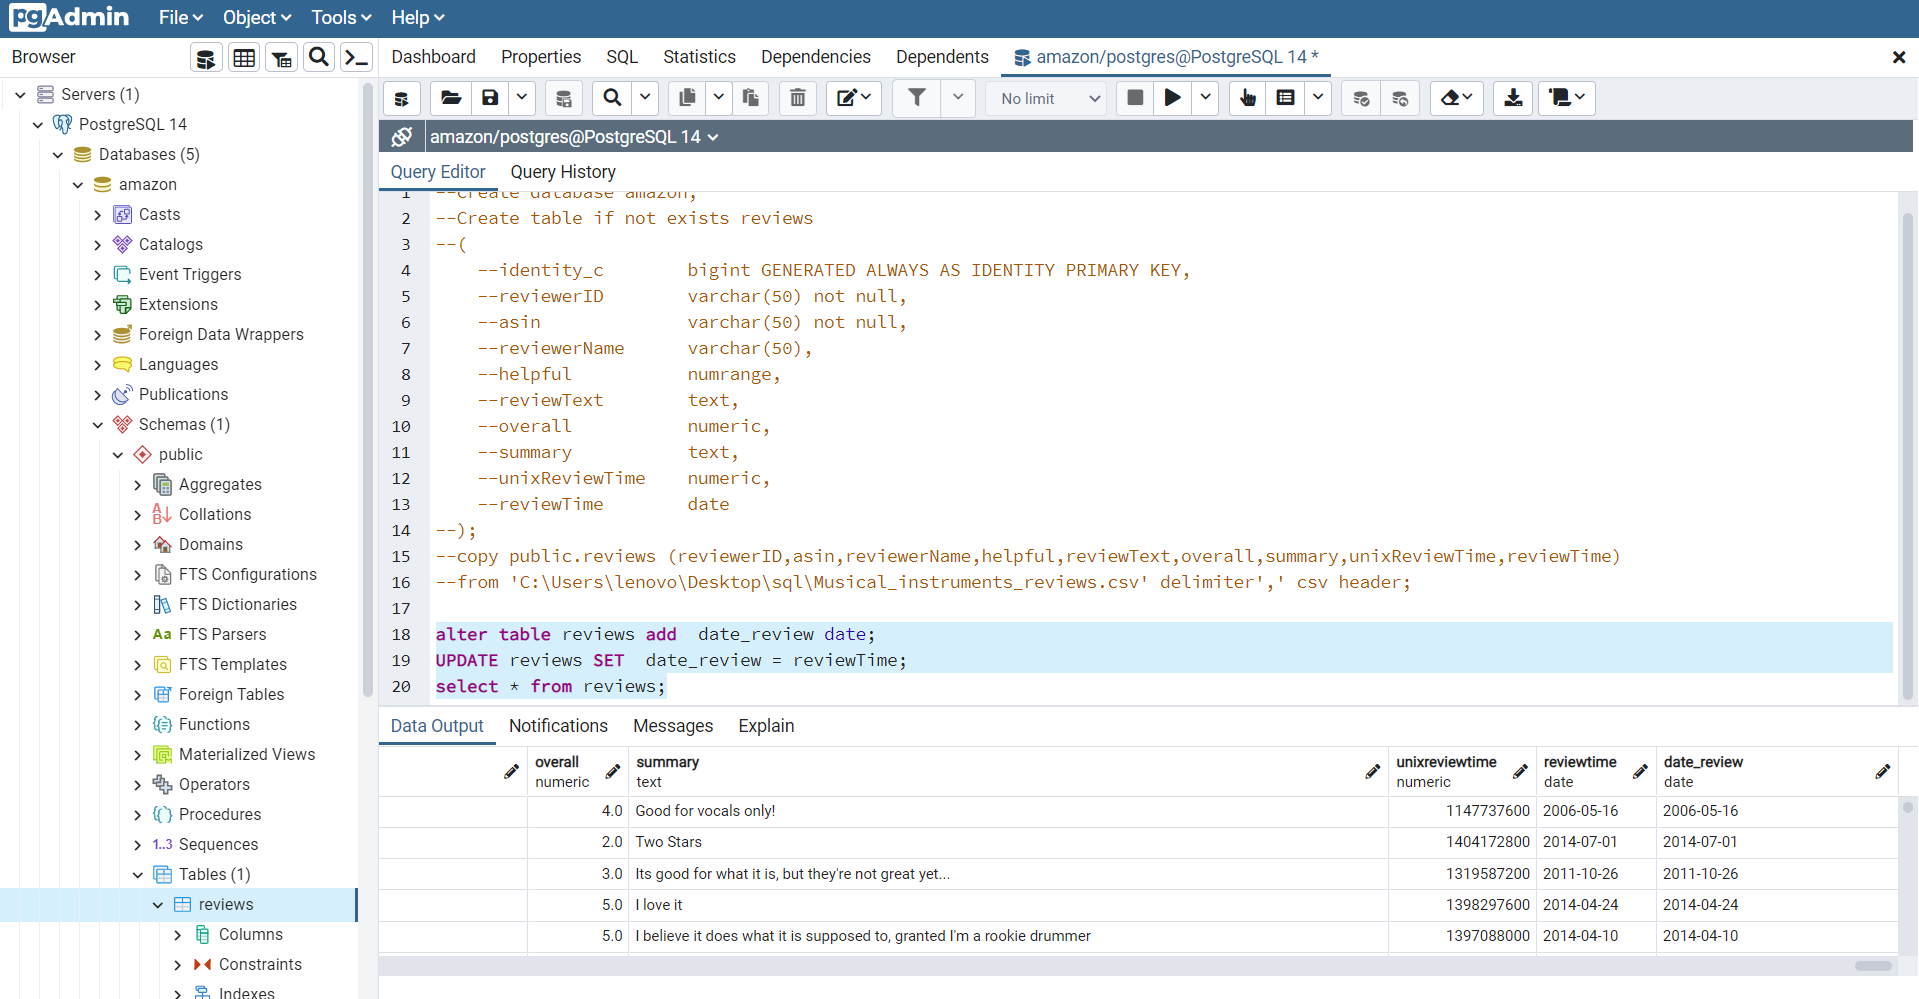 pgAdmin File Object Tools Help
Browser
Dashboard Properties SQL Statistics Dependencies Dependents amazon/postgres@PostgreSQL 14 *
Servers (1)
PostgreSQL 14
Databases (5)
amazon
Casts
Catalogs
Event Triggers
Extensions
Foreign Data Wrappers
Languages
Publications
Schemas (1)
public
Aggregates
Collations
Domains
FTS Configurations
FTS Dictionaries
Aa FTS Parsers
FTS Templates
Foreign Tables
Functions
Materialized Views
Operators
Procedures
1..3 Sequences
Tables (1)
reviews
Columns
Constraints
Indexes
No limit
amazon/postgres@PostgreSQL 14
Query Editor Query History
1 --create database amazon;
2 --Create table if not exists reviews
3 --(
4 --identity_c bigint GENERATED ALWAYS AS IDENTITY PRIMARY KEY,
5 --reviewerID varchar(50) not null,
6 --asin varchar(50) not null,
7 --reviewerName varchar(50),
8 --helpful numrange,
9 --reviewText text,
10 --overall numeric,
11 --summary text,
12 --unixReviewTime numeric,
13 --reviewTime date
14 --);
15 --copy public.reviews (reviewerID,asin,reviewerName,helpful,reviewText,overall,summary,unixReviewTime,reviewTime)
16 --from 'C:\Users\lenovo\Desktop\sql\Musical_instruments_reviews.csv' delimiter',' csv header;
17
18 alter table reviews add date_review date;
19 UPDATE reviews SET date_review = reviewTime;
20 select * from reviews;
Data Output Notifications Messages Explain
overall summary unixreviewtime reviewtime date_review
numeric text numeric date date
4.0 Good for vocals only! 1147737600 2006-05-16 2006-05-16
2.0 Two Stars 1404172800 2014-07-01 2014-07-01
3.0 Its good for what it is, but they're not great yet... 1319587200 2011-10-26 2011-10-26
5.0 I love it 1398297600 2014-04-24 2014-04-24
5.0 I believe it does what it is supposed to, granted I'm a rookie drummer 1397088000 2014-04-10 2014-04-10